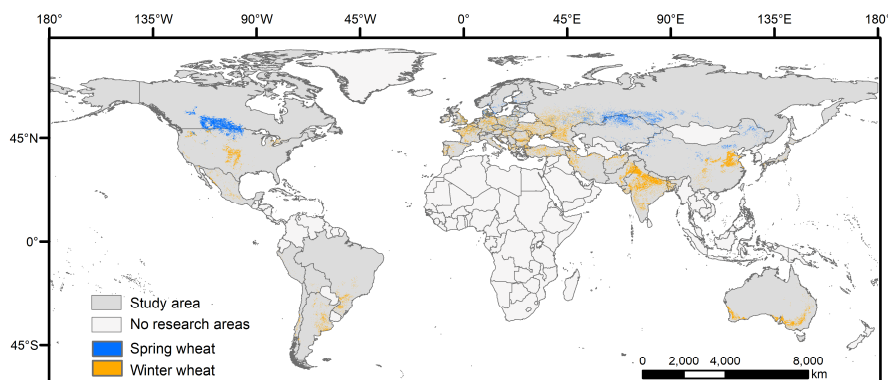 180° 135°W 90°W 45°W 0° 45°E 90°E 135°E 180°
45°N
0°
45°S
Study area
No research areas
Spring wheat
Winter wheat
0 2,000 4,000 8,000
km